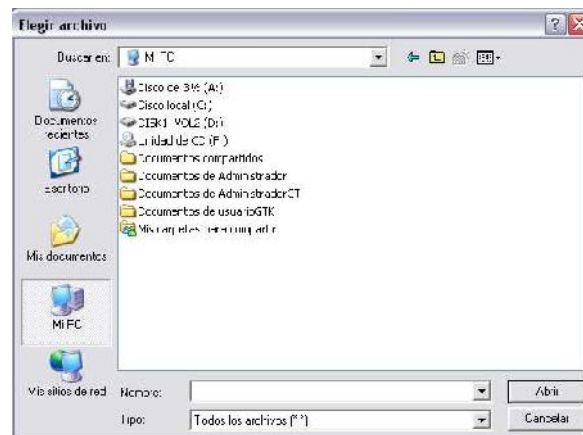 Elegir archivo
Buscar en: Mi PC
Disco de 3½ (A:)
Disco local (C:)
DISK1_VOL2 (D:)
Unidad de CD (F:)
Documentos compartidos
Documentos de Administrador
Documentos de AdministradorCT
Documentos de usuarioGTK
Mis carpetas para compartir
Documentos
recientes
Escritorio
Mis documentos
Mi PC
Mis sitios de red
Nombre:
Abrir
Tipo: Todos los archivos (*.*)
Cancelar